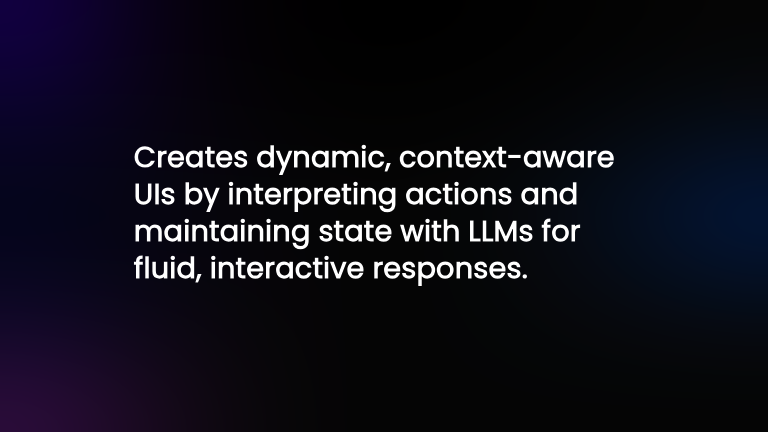 Creates dynamic, context-aware
UIs by interpreting actions and
maintaining state with LLMs for
fluid, interactive responses.